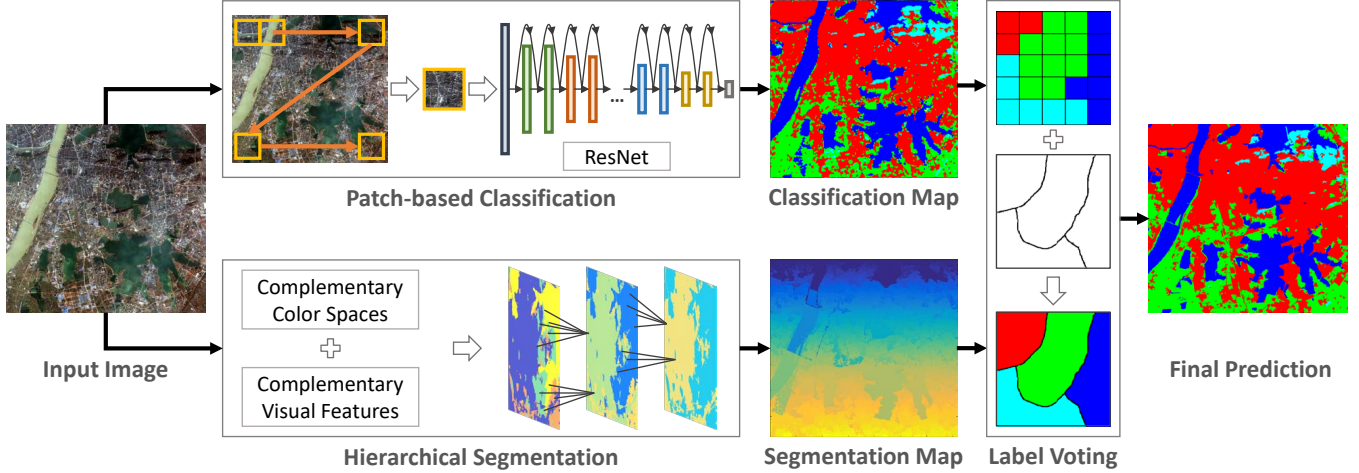 ResNet
Patch-based Classification
Classification Map
Input Image
Complementary
Color Spaces
Complementary
Visual Features
Hierarchical Segmentation
Segmentation Map
Label Voting
Final Prediction